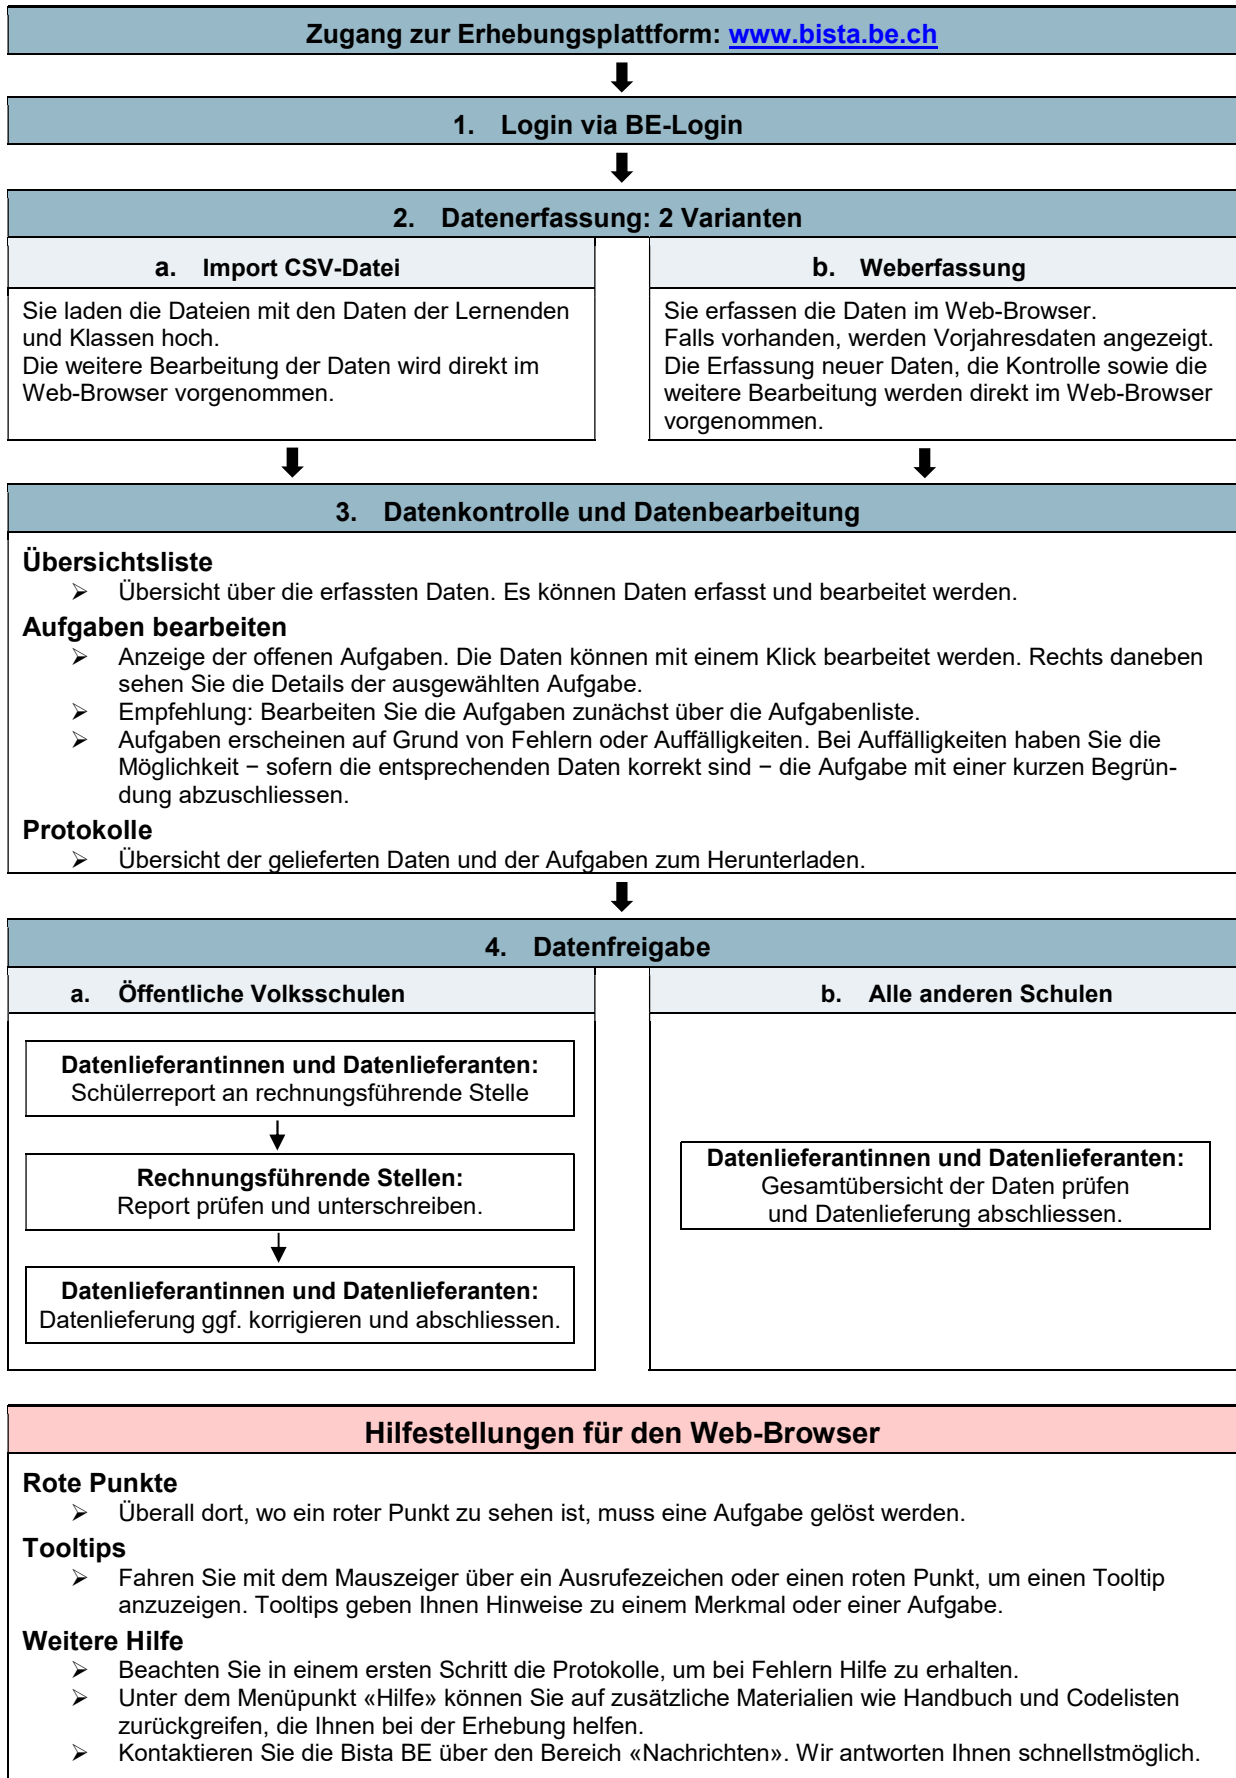 Zugang zur Erhebungsplattform: www.bista.be.ch
1. Login via BE-Login
2. Datenerfassung: 2 Varianten
a. Import CSV-Datei
Sie laden die Dateien mit den Daten der Lernenden
und Klassen hoch.
Die weitere Bearbeitung der Daten wird direkt im
Web-Browser vorgenommen.
b. Weberfassung
Sie erfassen die Daten im Web-Browser.
Falls vorhanden, werden Vorjahresdaten angezeigt.
Die Erfassung neuer Daten, die Kontrolle sowie die
weitere Bearbeitung werden direkt im Web-Browser
vorgenommen.
3. Datenkontrolle und Datenbearbeitung
Übersichtsliste
➢ Übersicht über die erfassten Daten. Es können Daten erfasst und bearbeitet werden.
Aufgaben bearbeiten
➢ Anzeige der offenen Aufgaben. Die Daten können mit einem Klick bearbeitet werden. Rechts daneben
sehen Sie die Details der ausgewählten Aufgabe.
➢ Empfehlung: Bearbeiten Sie die Aufgaben zunächst über die Aufgabenliste.
➢ Aufgaben erscheinen auf Grund von Fehlern oder Auffälligkeiten. Bei Auffälligkeiten haben Sie die
Möglichkeit − sofern die entsprechenden Daten korrekt sind − die Aufgabe mit einer kurzen Begrün-
dung abzuschliessen.
Protokolle
➢ Übersicht der gelieferten Daten und der Aufgaben zum Herunterladen.
4. Datenfreigabe
a. Öffentliche Volksschulen
Datenlieferantinnen und Datenlieferanten:
Schülerreport an rechnungsführende Stelle
Rechnungsführende Stellen:
Report prüfen und unterschreiben.
Datenlieferantinnen und Datenlieferanten:
Datenlieferung ggf. korrigieren und abschliessen.
b. Alle anderen Schulen
Datenlieferantinnen und Datenlieferanten:
Gesamtübersicht der Daten prüfen
und Datenlieferung abschliessen.
Hilfestellungen für den Web-Browser
Rote Punkte
➢ Überall dort, wo ein roter Punkt zu sehen ist, muss eine Aufgabe gelöst werden.
Tooltips
➢ Fahren Sie mit dem Mauszeiger über ein Ausrufezeichen oder einen roten Punkt, um einen Tooltip
anzuzeigen. Tooltips geben Ihnen Hinweise zu einem Merkmal oder einer Aufgabe.
Weitere Hilfe
➢ Beachten Sie in einem ersten Schritt die Protokolle, um bei Fehlern Hilfe zu erhalten.
➢ Unter dem Menüpunkt «Hilfe» können Sie auf zusätzliche Materialien wie Handbuch und Codelisten
zurückgreifen, die Ihnen bei der Erhebung helfen.
➢ Kontaktieren Sie die Bista BE über den Bereich «Nachrichten». Wir antworten Ihnen schnellstmöglich.